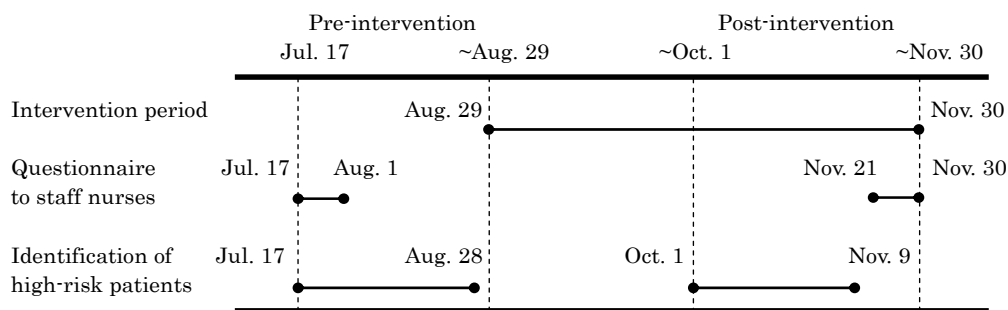 Pre-intervention Post-intervention
Jul. 17 ~Aug. 29 ~Oct. 1 ~Nov. 30
Intervention period Aug. 29 Nov. 30
Questionnaire Jul. 17 Aug. 1 Nov. 21 Nov. 30
to staff nurses
Identification of Jul. 17 Aug. 28 Oct. 1 Nov. 9
high-risk patients